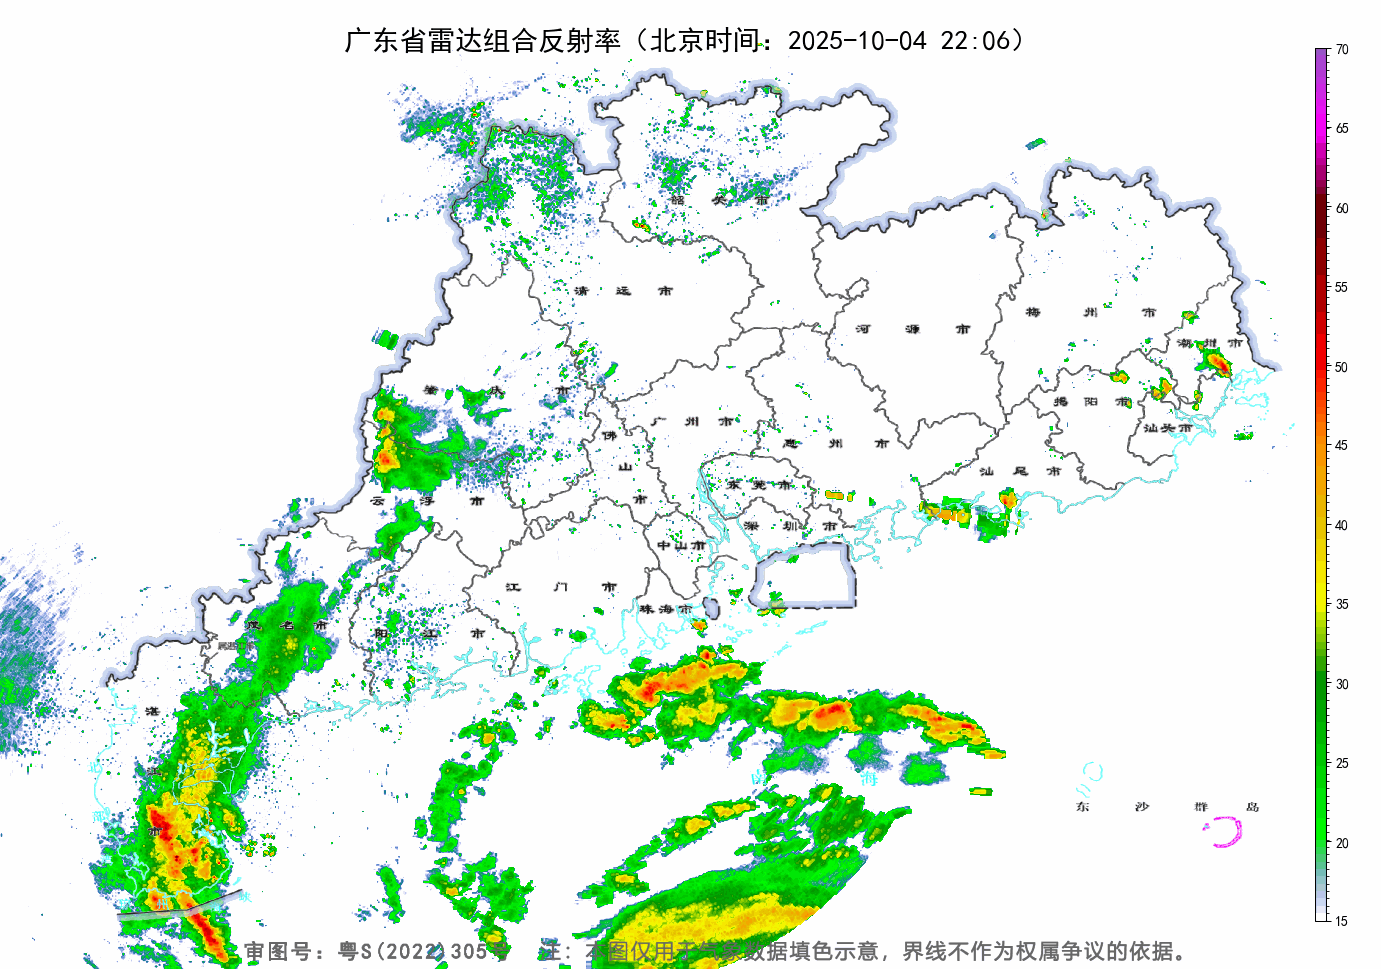 广东省雷达组合反射率（北京时间：2025-10-04 22:06）
70
65
60
55
50
45
40
35
30
25
20
15
韶关市
清远市
河源市
梅州市
潮州市
肇庆市
揭阳市
广州市
佛山市
惠州市
汕头市
汕尾市
东莞市
云浮市
深圳市
中山市
江门市
珠海市
茂名市
阳江市
湛江市
南海
东沙群岛
审图号：粤S(2022)305号 注：本图仅用于气象数据填色示意，界线不作为权属争议的依据。